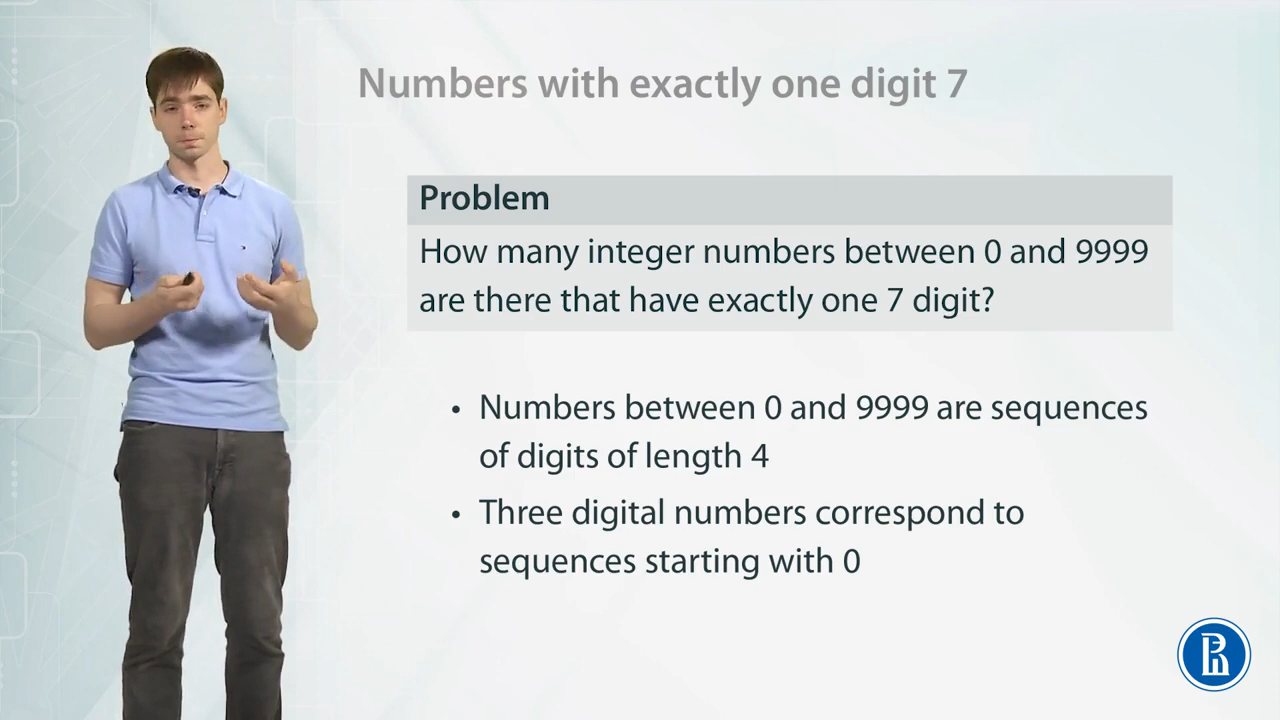 Numbers with exactly one digit 7
Problem
How many integer numbers between 0 and 9999
are there that have exactly one 7 digit?
• Numbers between 0 and 9999 are sequences
of digits of length 4
• Three digital numbers correspond to
sequences starting with 0